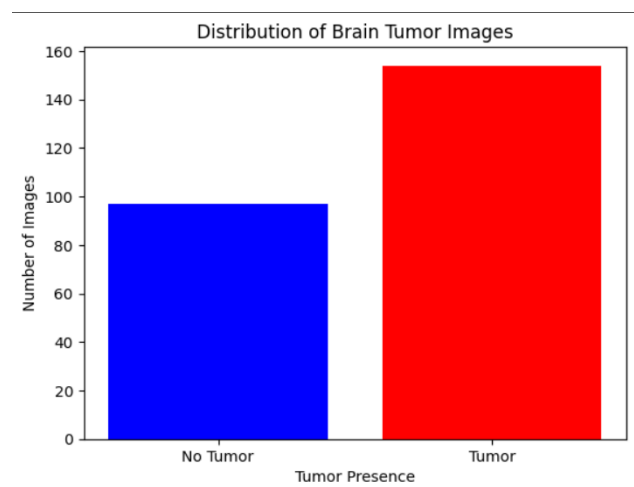 Distribution of Brain Tumor Images
Number of Images
160
140
120
100
80
60
40
20
0
No Tumor
Tumor
Tumor Presence